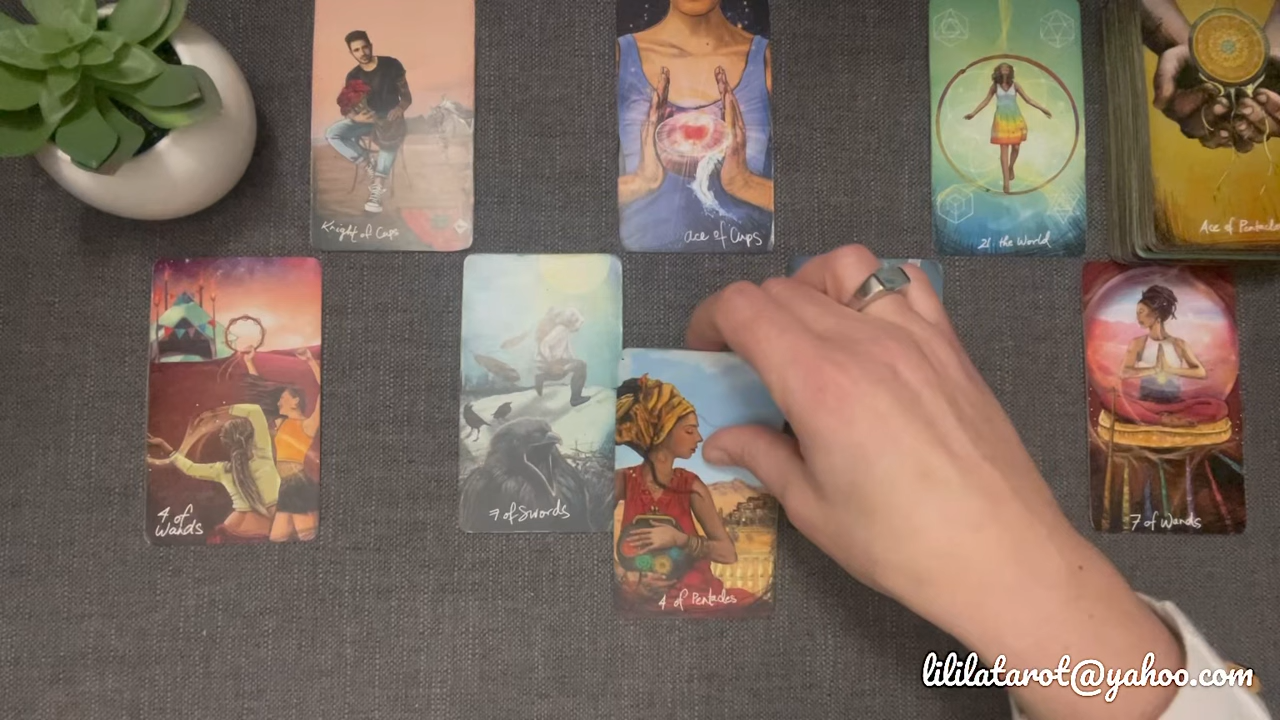 Knight of Cups
Ace of Cups
21. the World
Ace of Pentacles
4 of
Wands
7 of Swords
4 of Pentacles
7 of Wands
lililatarot@yahoo.com